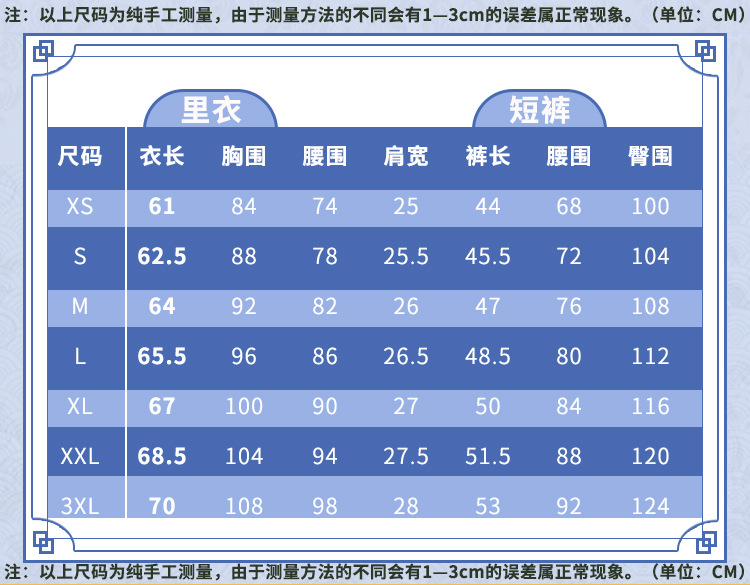 注：以上尺码为纯手工测量，由于测量方法的不同会有1—3cm的误差属正常现象。（单位：CM）
里衣 短裤
尺码 衣长 胸围 腰围 肩宽 裤长 腰围 臀围
XS 61 84 74 25 44 68 100
S 62.5 88 78 25.5 45.5 72 104
M 64 92 82 26 47 76 108
L 65.5 96 86 26.5 48.5 80 112
XL 67 100 90 27 50 84 116
XXL 68.5 104 94 27.5 51.5 88 120
3XL 70 108 98 28 53 92 124
注：以上尺码为纯手工测量，由于测量方法的不同会有1—3cm的误差属正常现象。（单位：CM）